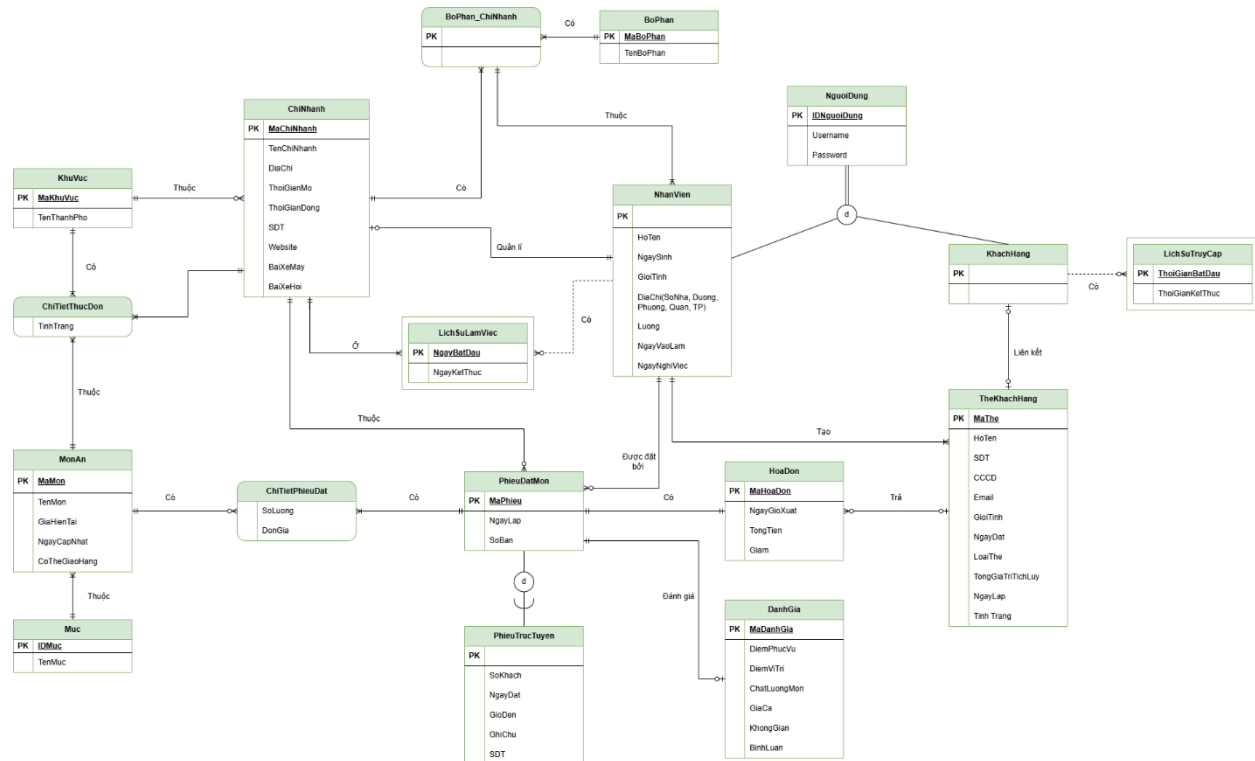 BoPhan_ChiNhanh
PK
Có
BoPhan
PK MaBoPhan
TenBoPhan
NguoiDung
PK IDNguoiDung
Username
Password
d
ChiNhanh
PK MaChiNhanh
TenChiNhanh
DiaChi
ThoiGianMo
ThoiGianDong
SDT
Website
BaiXeMay
BaiXeHoi
Thuộc
Có
Quản lí
KhuVuc
PK MaKhuVuc
TenThanhPho
Thuộc
Có
ChiTietThucDon
TinhTrang
Thuộc
NhanVien
PK
HoTen
NgaySinh
GioiTinh
DiaChi(SoNha, Duong,
Phuong, Quan, TP)
Luong
NgayVaoLam
NgayNghiViec
KhachHang
PK
Có
LichSuTruyCap
PK ThoiGianBatDau
ThoiGianKetThuc
Liên kết
LichSuLamViec
PK NgayBatDau
NgayKetThuc
Ở
Có
Thuộc
Được đặt
bởi
Tạo
TheKhachHang
PK MaThe
HoTen
SDT
CCCD
Email
GioiTinh
NgayDat
LoaiThe
TongGiaTriTichLuy
NgayLap
Tinh Trang
MonAn
PK MaMon
TenMon
GiaHienTai
NgayCapNhat
CoTheGiaoHang
Có
ChiTietPhieuDat
SoLuong
DonGia
Có
PhieuDatMon
PK MaPhieu
NgayLap
SoBan
Có
HoaDon
PK MaHoaDon
NgayGioXuat
TongTien
Giam
Trả
Thuộc
Muc
PK IDMuc
TenMuc
d
PhieuTrucTuyen
PK
SoKhach
NgayDat
GioDen
GhiChu
SDT
Đánh giá
DanhGia
PK MaDanhGia
DiemPhucVu
DiemViTri
ChatLuongMon
GiaCa
KhongGian
BinhLuan